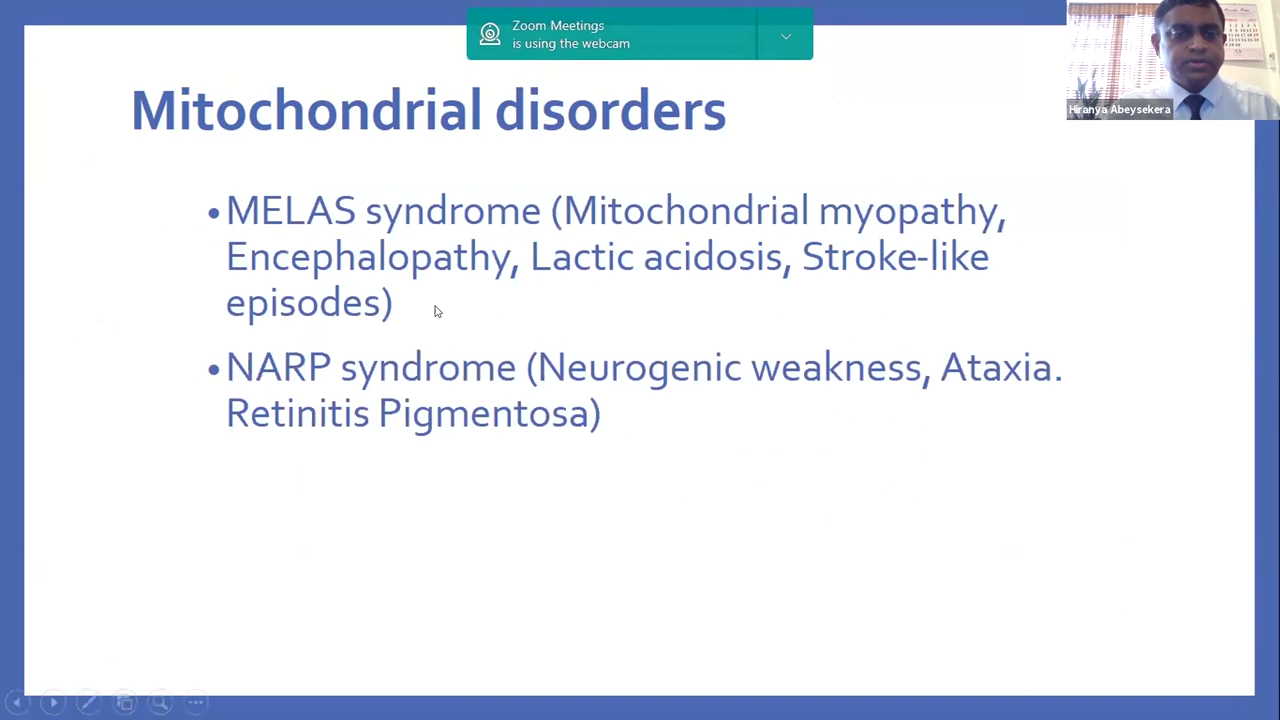 Zoom Meetings
is using the webcam
Hiranya Abeysekera
Mitochondrial disorders
•MELAS syndrome (Mitochondrial myopathy,
Encephalopathy, Lactic acidosis, Stroke-like
episodes)
•NARP syndrome (Neurogenic weakness, Ataxia.
Retinitis Pigmentosa)